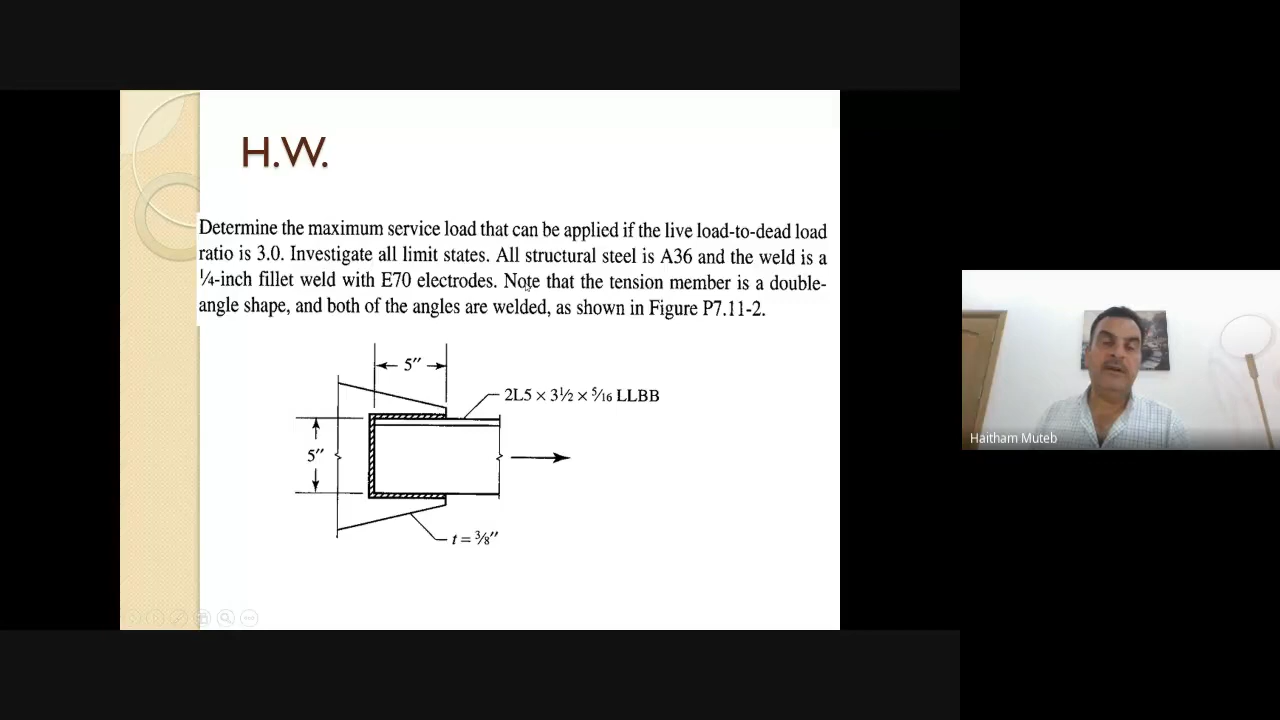 H.W.
Determine the maximum service load that can be applied if the live load-to-dead load
ratio is 3.0. Investigate all limit states. All structural steel is A36 and the weld is a
¼-inch fillet weld with E70 electrodes. Note that the tension member is a double-
angle shape, and both of the angles are welded, as shown in Figure P7.11-2.
5″
2L5 × 3½ × 5⁄16 LLBB
5″
t = ⅜″
Haitham Muteb